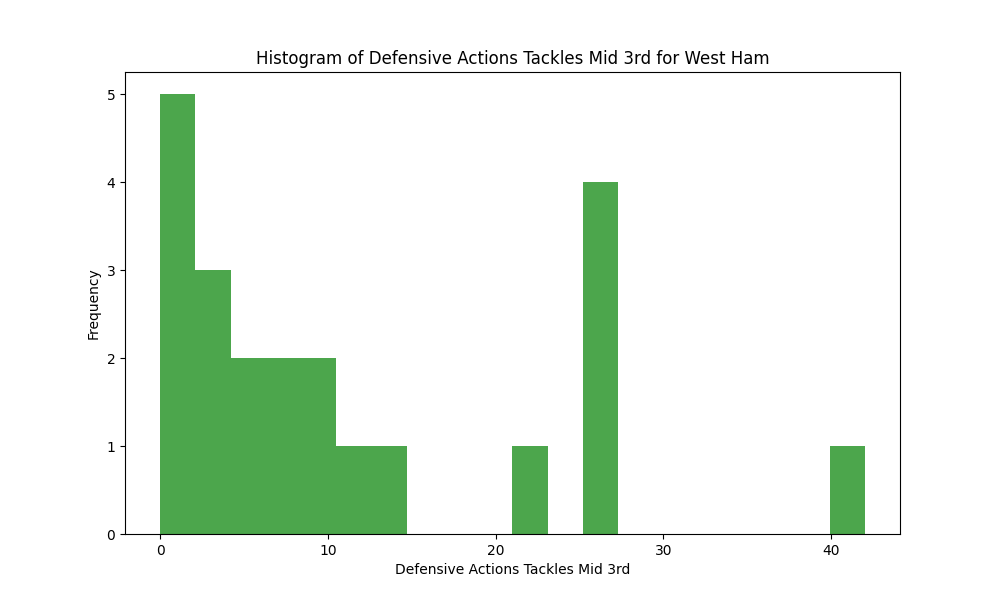 Histogram of Defensive Actions Tackles Mid 3rd for West Ham
5
4
3
2
1
0
Frequency
0 10 20 30 40
Defensive Actions Tackles Mid 3rd